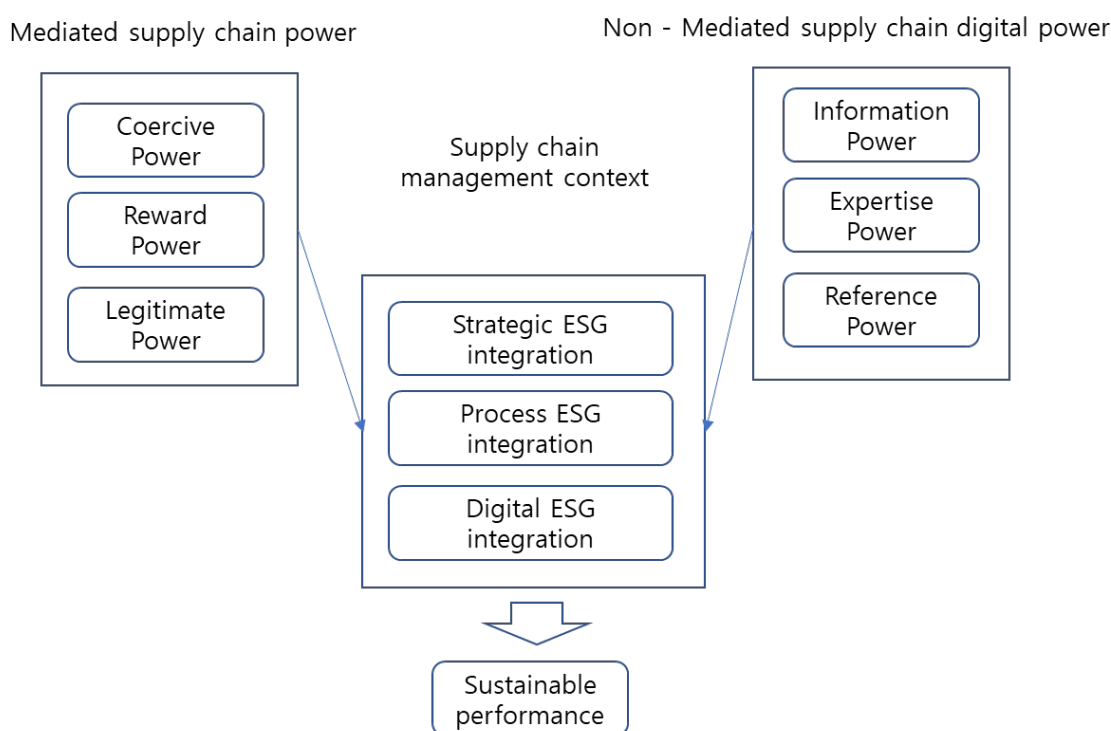 Mediated supply chain power
Non - Mediated supply chain digital power
Coercive
Power
Reward
Power
Legitimate
Power
Supply chain
management context
Information
Power
Expertise
Power
Reference
Power
Strategic ESG
integration
Process ESG
integration
Digital ESG
integration
Sustainable
performance